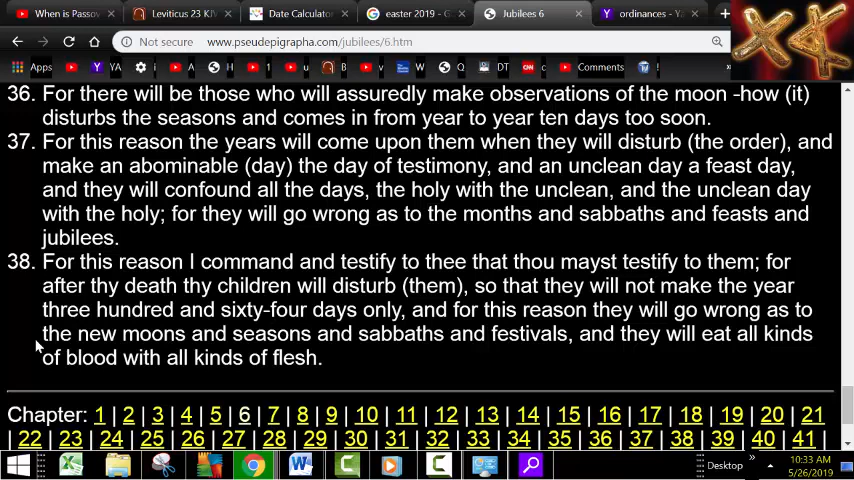 When is Passov
Leviticus 23 KJV
Date Calculator
easter 2019 - G
Jubilees 6
ordinances - Ya
Not secure | www.pseudepigrapha.com/jubilees/6.htm
Apps
YA
36. For there will be those who will assuredly make observations of the moon -how (it)
disturbs the seasons and comes in from year to year ten days too soon.
37. For this reason the years will come upon them when they will disturb (the order), and
make an abominable (day) the day of testimony, and an unclean day a feast day,
and they will confound all the days, the holy with the unclean, and the unclean day
with the holy; for they will go wrong as to the months and sabbaths and feasts and
jubilees.
38. For this reason I command and testify to thee that thou mayst testify to them; for
after thy death thy children will disturb (them), so that they will not make the year
three hundred and sixty-four days only, and for this reason they will go wrong as to
the new moons and seasons and sabbaths and festivals, and they will eat all kinds
of blood with all kinds of flesh.
Chapter: 1 | 2 | 3 | 4 | 5 | 6 | 7 | 8 | 9 | 10 | 11 | 12 | 13 | 14 | 15 | 16 | 17 | 18 | 19 | 20 | 21
| 22 | 23 | 24 | 25 | 26 | 27 | 28 | 29 | 30 | 31 | 32 | 33 | 34 | 35 | 36 | 37 | 38 | 39 | 40 | 41 |
Desktop
10:33 AM
5/26/2019